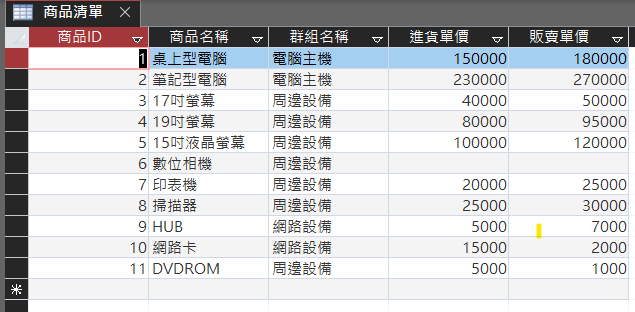 商品清單
商品ID 商品名稱 群組名稱 進貨單價 販賣單價
1 桌上型電腦 電腦主機 150000 180000
2 筆記型電腦 電腦主機 230000 270000
3 17吋螢幕 周邊設備 40000 50000
4 19吋螢幕 周邊設備 80000 95000
5 15吋液晶螢幕 周邊設備 100000 120000
6 數位相機 周邊設備
7 印表機 周邊設備 20000 25000
8 掃描器 周邊設備 25000 30000
9 HUB 網路設備 5000 7000
10 網路卡 網路設備 15000 2000
11 DVDROM 周邊設備 5000 1000